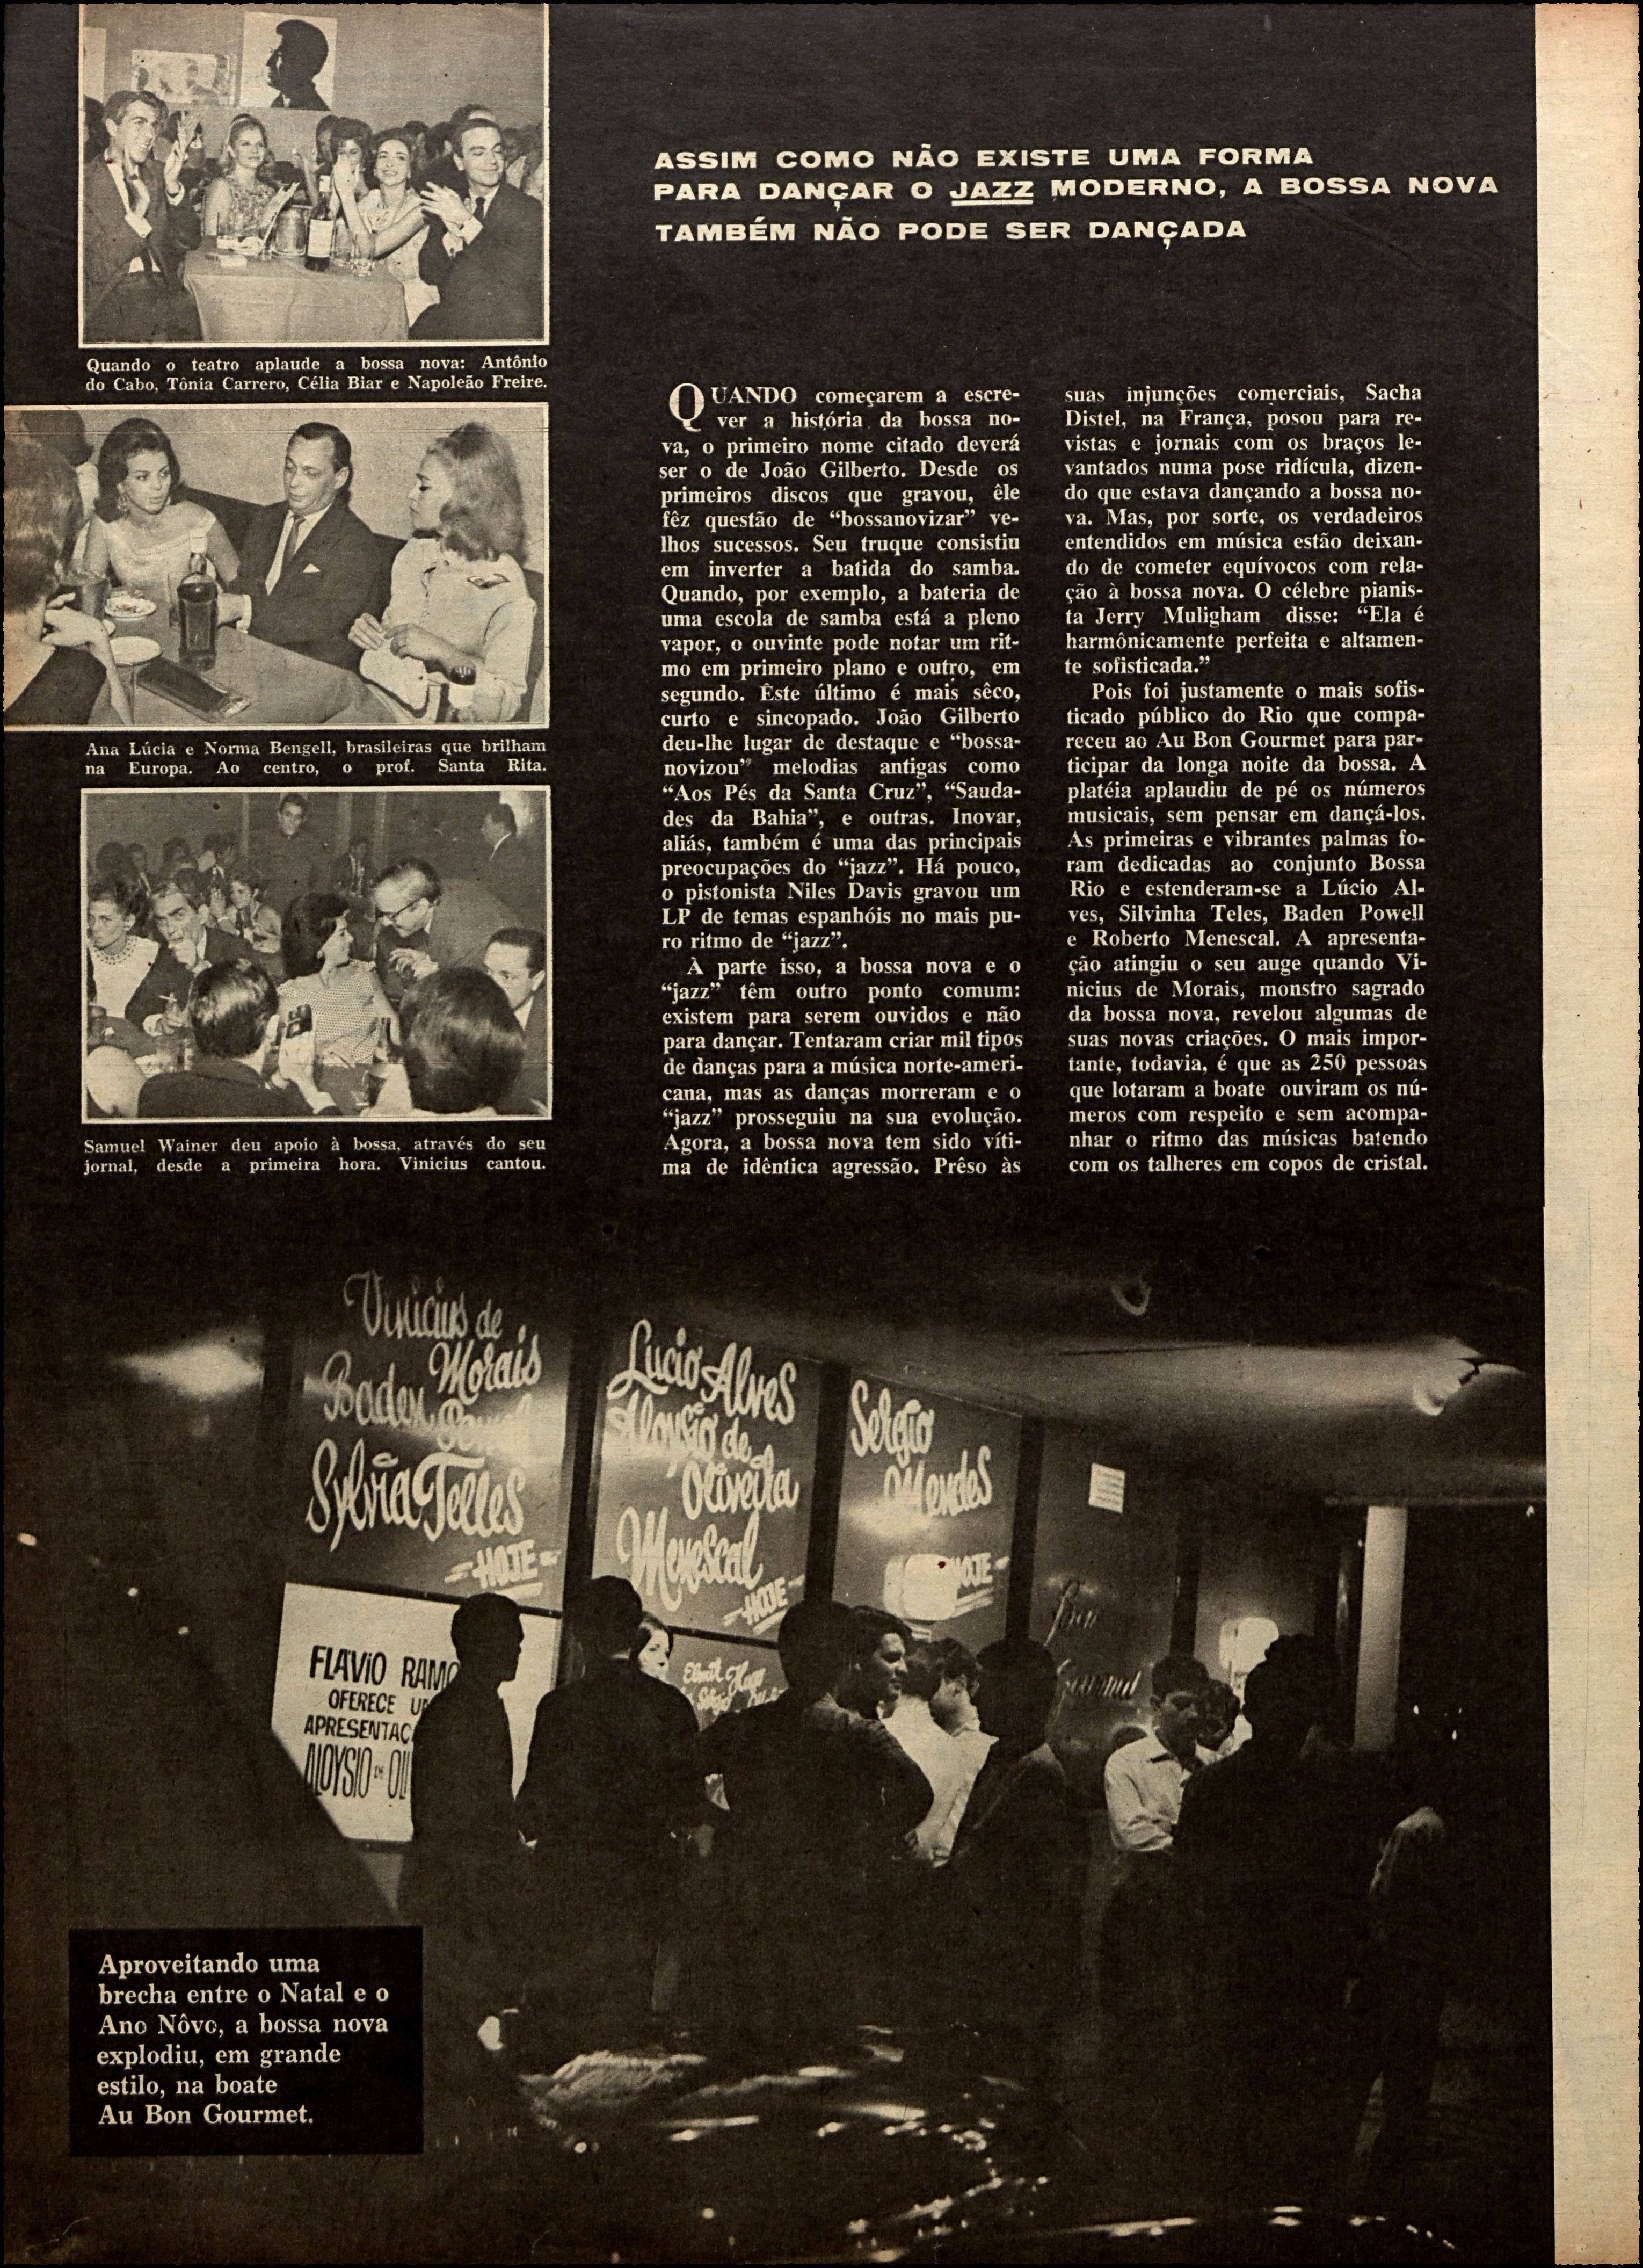 ASSIM COMO NÃO EXISTE UMA FORMA
PARA DANÇAR O JAZZ MODERNO, A BOSSA NOVA
TAMBÉM NÃO PODE SER DANÇADA
Quando o teatro aplaude a bossa nova: Antônio
do Cabo, Tônia Carrero, Célia Biar e Napoleão Freire.
Ana Lúcia e Norma Bengell, brasileiras que brilham
na Europa. Ao centro, o prof. Santa Rita.
Samuel Wainer deu apoio à bossa, através do seu
jornal, desde a primeira hora. Vinicius cantou.
QUANDO começarem a escre-
ver a história da bossa no-
va, o primeiro nome citado deverá
ser o de João Gilberto. Desde os
primeiros discos que gravou, êle
fêz questão de “bossanovizar” ve-
lhos sucessos. Seu truque consistiu
em inverter a batida do samba.
Quando, por exemplo, a bateria de
uma escola de samba está a pleno
vapor, o ouvinte pode notar um rit-
mo em primeiro plano e outro, em
segundo. Êste último é mais sêco,
curto e sincopado. João Gilberto
deu-lhe lugar de destaque e “bossa-
novizou” melodias antigas como
“Aos Pés da Santa Cruz”, “Sauda-
des da Bahia”, e outras. Inovar,
aliás, também é uma das principais
preocupações do “jazz”. Há pouco,
o pistonista Niles Davis gravou um
LP de temas espanhóis no mais pu-
ro ritmo de “jazz”.
À parte isso, a bossa nova e o
“jazz” têm outro ponto comum:
existem para serem ouvidos e não
para dançar. Tentaram criar mil tipos
de danças para a música norte-ameri-
cana, mas as danças morreram e o
“jazz” prosseguiu na sua evolução.
Agora, a bossa nova tem sido víti-
ma de idêntica agressão. Prêso às
suas injunções comerciais, Sacha
Distel, na França, posou para re-
vistas e jornais com os braços le-
vantados numa pose ridícula, dizen-
do que estava dançando a bossa no-
va. Mas, por sorte, os verdadeiros
entendidos em música estão deixan-
do de cometer equívocos com rela-
ção à bossa nova. O célebre pianis-
ta Jerry Muligham disse: “Ela é
harmônicamente perfeita e altamen-
te sofisticada.”
Pois foi justamente o mais sofis-
ticado público do Rio que compa-
receu ao Au Bon Gourmet para par-
ticipar da longa noite da bossa. A
platéia aplaudiu de pé os números
musicais, sem pensar em dançá-los.
As primeiras e vibrantes palmas fo-
ram dedicadas ao conjunto Bossa
Rio e estenderam-se a Lúcio Al-
ves, Silvinha Teles, Baden Powell
e Roberto Menescal. A apresenta-
ção atingiu o seu auge quando Vi-
nicius de Morais, monstro sagrado
da bossa nova, revelou algumas de
suas novas criações. O mais impor-
tante, todavia, é que as 250 pessoas
que lotaram a boate ouviram os nú-
meros com respeito e sem acompa-
nhar o ritmo das músicas batendo
com os talheres em copos de cristal.
Vinicius de
Morais
Baden
Sylvia Telles
HOJE
Lucio Alves
Aloysio de
Oliveira
Menescal
HOJE
Sergio
Mendes
HOJE
Bon
Gourmet
FLAVIO RAMO
OFERECE U
APRESENTAÇ
ALOYSIO DE OLI
Aproveitando uma
brecha entre o Natal e o
Ano Nôvo, a bossa nova
explodiu, em grande
estilo, na boate
Au Bon Gourmet.